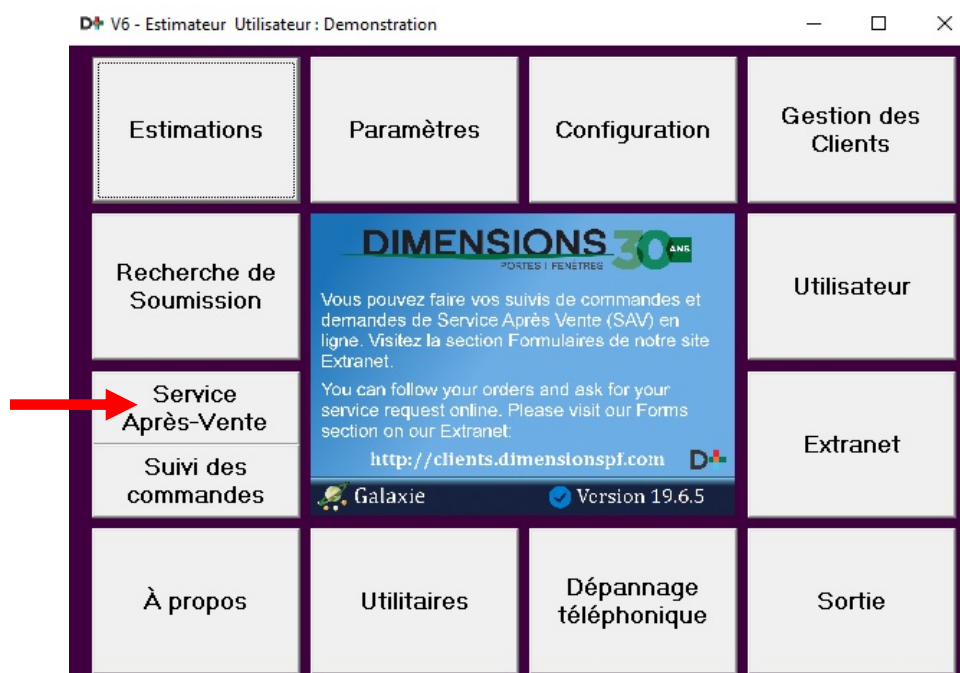 D+ V6 - Estimateur Utilisateur : Demonstration
Estimations
Paramètres
Configuration
Gestion des
Clients
Recherche de
Soumission
DIMENSIONS 30 ANS
PORTES | FENÊTRES
Vous pouvez faire vos suivis de commandes et
demandes de Service Après Vente (SAV) en
ligne. Visitez la section Formulaires de notre site
Extranet.
You can follow your orders and ask for your
service request online. Please visit our Forms
section on our Extranet:
http://clients.dimensionspf.com D+
Galaxie
Version 19.6.5
Utilisateur
Service
Après-Vente
Suivi des
commandes
Extranet
À propos
Utilitaires
Dépannage
téléphonique
Sortie